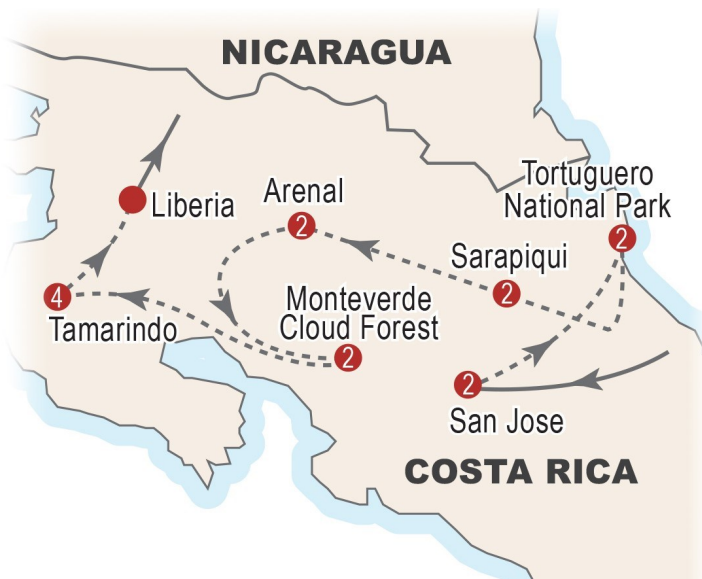 NICARAGUA
Tortuguero
National Park
2
Arenal
2
Liberia
Sarapiqui
2
4
Tamarindo
Monteverde
Cloud Forest
2
2
San Jose
COSTA RICA